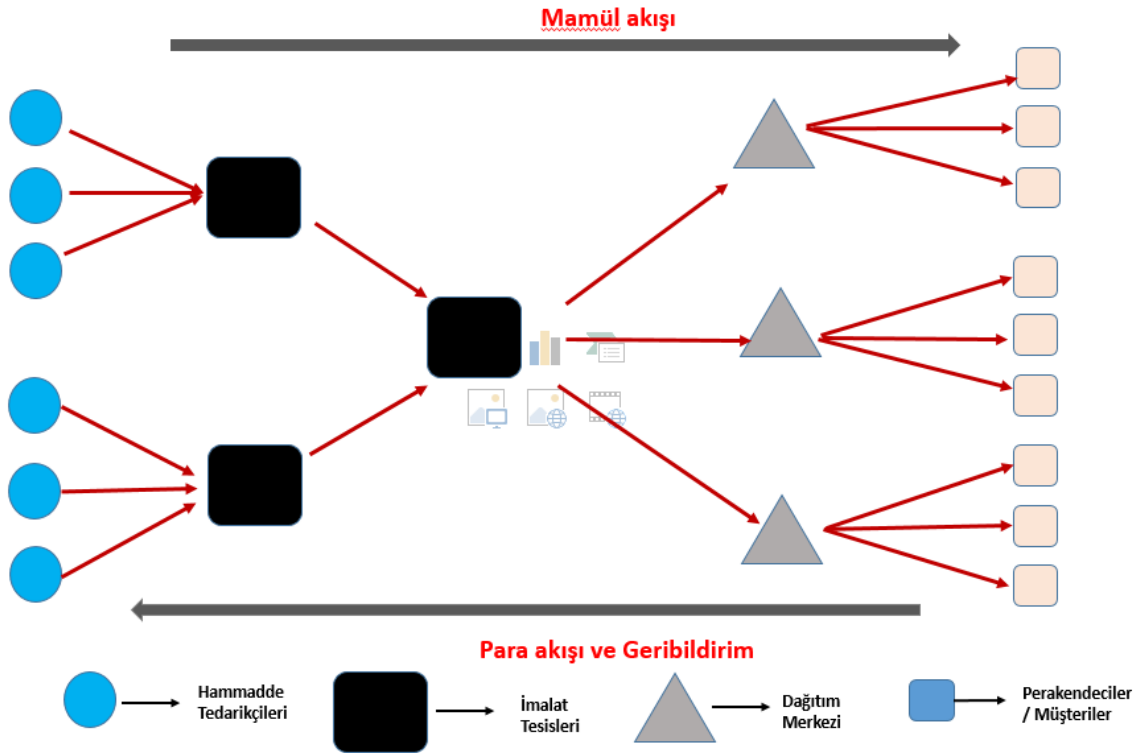 Mamül akışı
Para akışı ve Geribildirim
Hammadde
Tedarikçileri
İmalat
Tesisleri
Dağıtım
Merkezi
Perakendeciler
/ Müşteriler